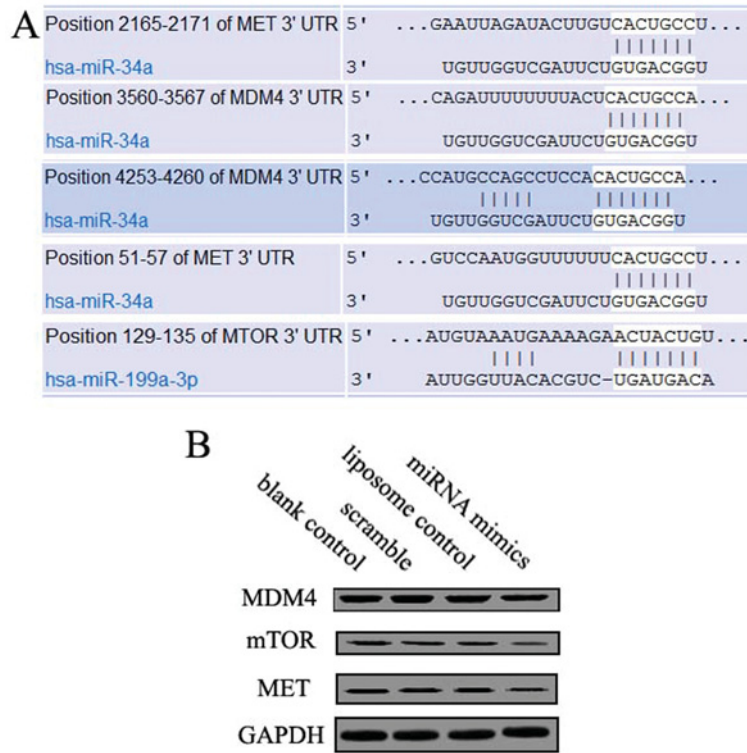 A
Position 2165-2171 of MET 3' UTR 5' ...GAAUUAGAUACUUGUCACUGCCU...
hsa-miR-34a 3' UGUUGGUCGAUUCUGUGACGGU
Position 3560-3567 of MDM4 3' UTR 5' ...CAGAUUUUUUUUACUCACUGCCA...
hsa-miR-34a 3' UGUUGGUCGAUUCUGUGACGGU
Position 4253-4260 of MDM4 3' UTR 5' ...CCAUGCCAGCCUCCACACUGCCA...
hsa-miR-34a 3' UGUUGGUCGAUUCUGUGACGGU
Position 51-57 of MET 3' UTR 5' ...GUCCAAUGGUUUUUUCACUGCCU...
hsa-miR-34a 3' UGUUGGUCGAUUCUGUGACGGU
Position 129-135 of MTOR 3' UTR 5' ...AUGUAAAUGAAAAGAACUACUGU...
hsa-miR-199a-3p 3' AUUGGUUACACGUC-UGAUGACA
B
blank control
scramble
liposome control
miRNA mimics
MDM4
mTOR
MET
GAPDH